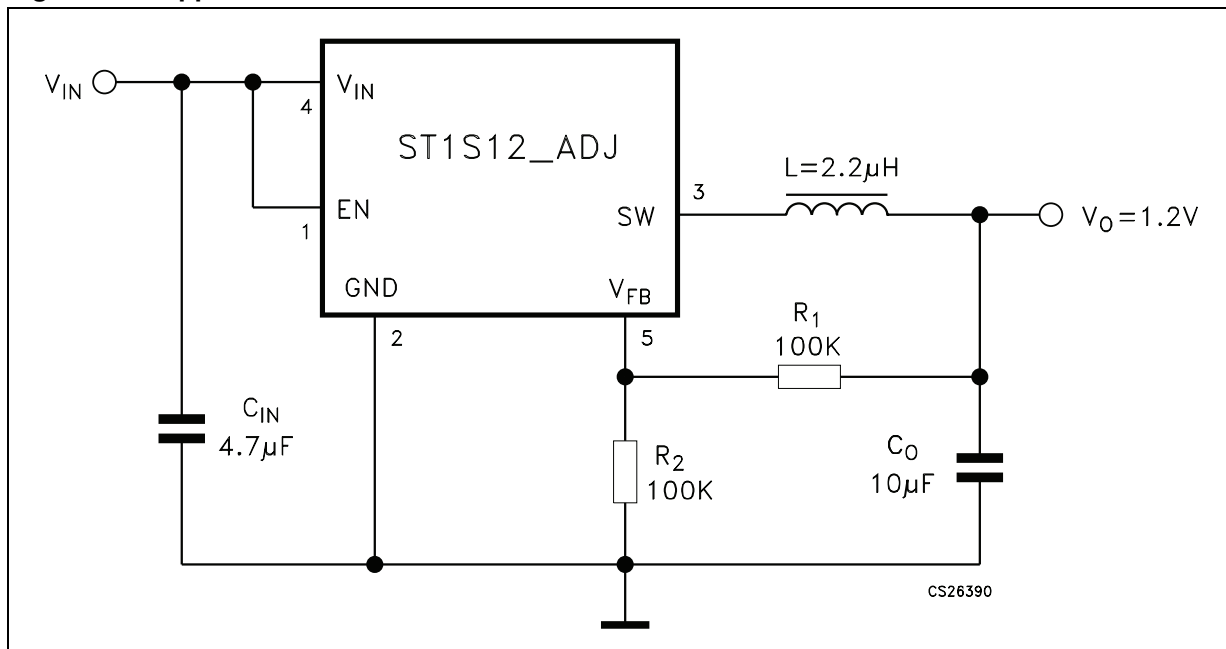 V_IN
4
V_IN
ST1S12_ADJ
L=2.2µH
3
EN
1
SW
V_O=1.2V
GND
V_FB
2
5
R_1
100K
C_IN
4.7µF
R_2
100K
C_O
10µF
CS26390